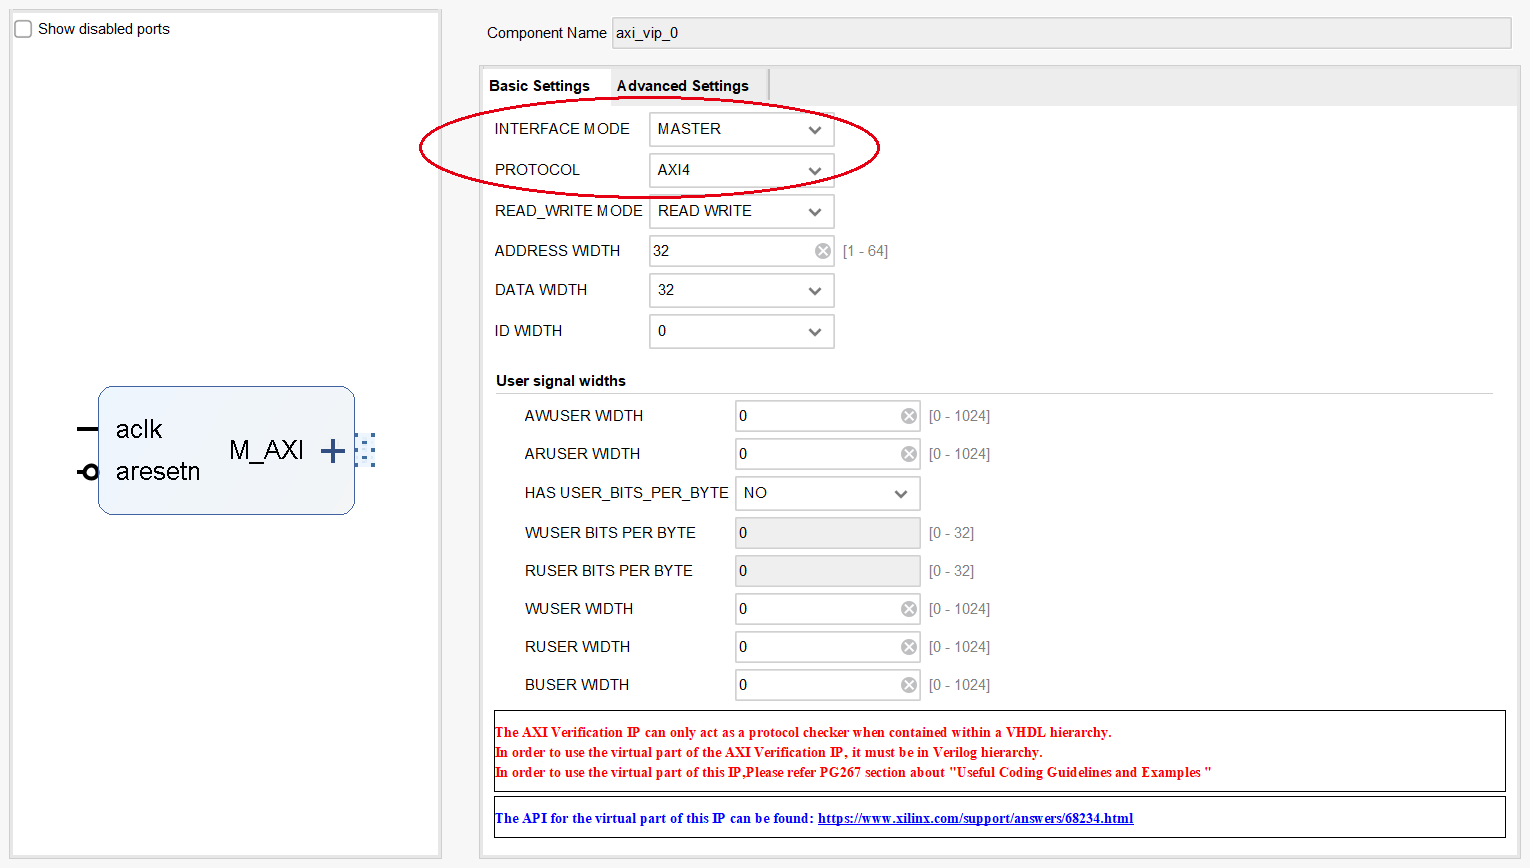 Show disabled ports
aclk
aresetn
M_AXI
Component Name axi_vip_0
Basic Settings Advanced Settings
INTERFACE MODE MASTER
PROTOCOL AXI4
READ_WRITE MODE READ WRITE
ADDRESS WIDTH 32 [1 - 64]
DATA WIDTH 32
ID WIDTH 0
User signal widths
AWUSER WIDTH 0 [0 - 1024]
ARUSER WIDTH 0 [0 - 1024]
HAS USER_BITS_PER_BYTE NO
WUSER BITS PER BYTE 0 [0 - 32]
RUSER BITS PER BYTE 0 [0 - 32]
WUSER WIDTH 0 [0 - 1024]
RUSER WIDTH 0 [0 - 1024]
BUSER WIDTH 0 [0 - 1024]
The AXI Verification IP can only act as a protocol checker when contained within a VHDL hierarchy.
In order to use the virtual part of the AXI Verification IP, it must be in Verilog hierarchy.
In order to use the virtual part of this IP,Please refer PG267 section about "Useful Coding Guidelines and Examples "
The API for the virtual part of this IP can be found: https://www.xilinx.com/support/answers/68234.html